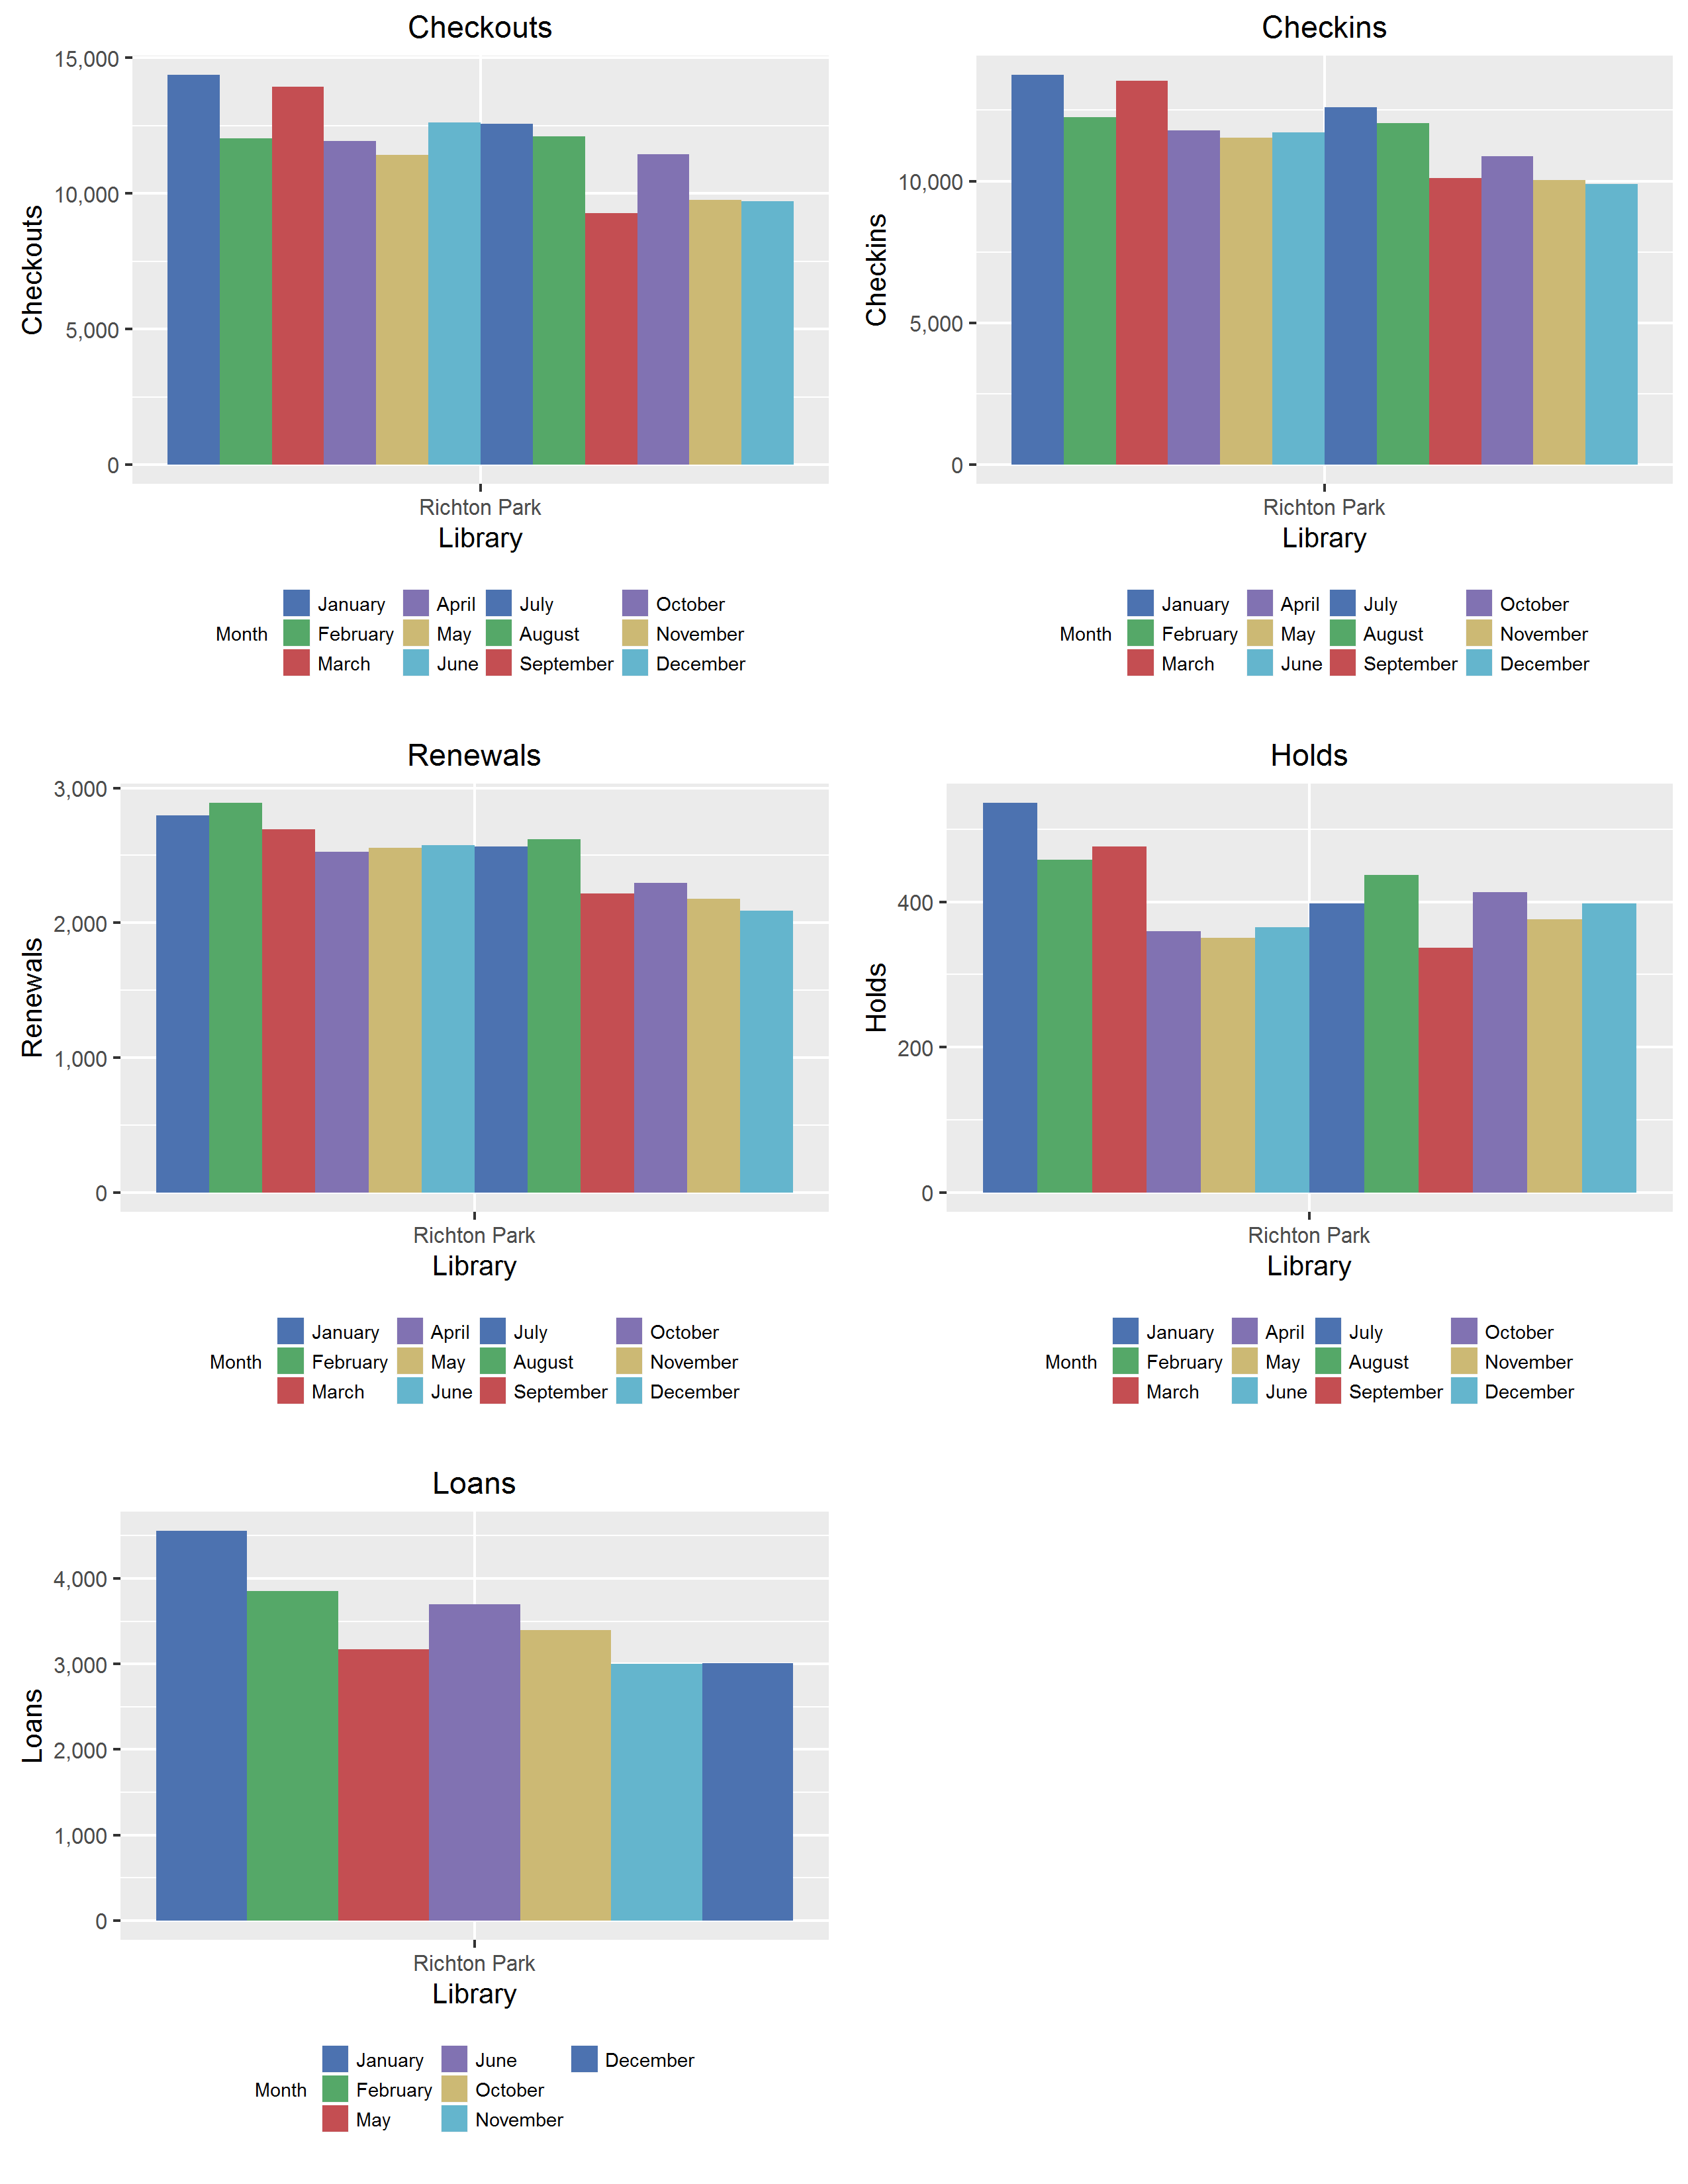 Checkouts
15,000
10,000
5,000
0
Checkouts
Richton Park
Library
Month
January April July October
February May August November
March June September December
Checkins
10,000
5,000
0
Checkins
Richton Park
Library
Month
January April July October
February May August November
March June September December
Renewals
3,000
2,000
1,000
0
Renewals
Richton Park
Library
Month
January April July October
February May August November
March June September December
Holds
400
200
0
Holds
Richton Park
Library
Month
January April July October
February May August November
March June September December
Loans
4,000
3,000
2,000
1,000
0
Loans
Richton Park
Library
Month
January June December
February October
May November